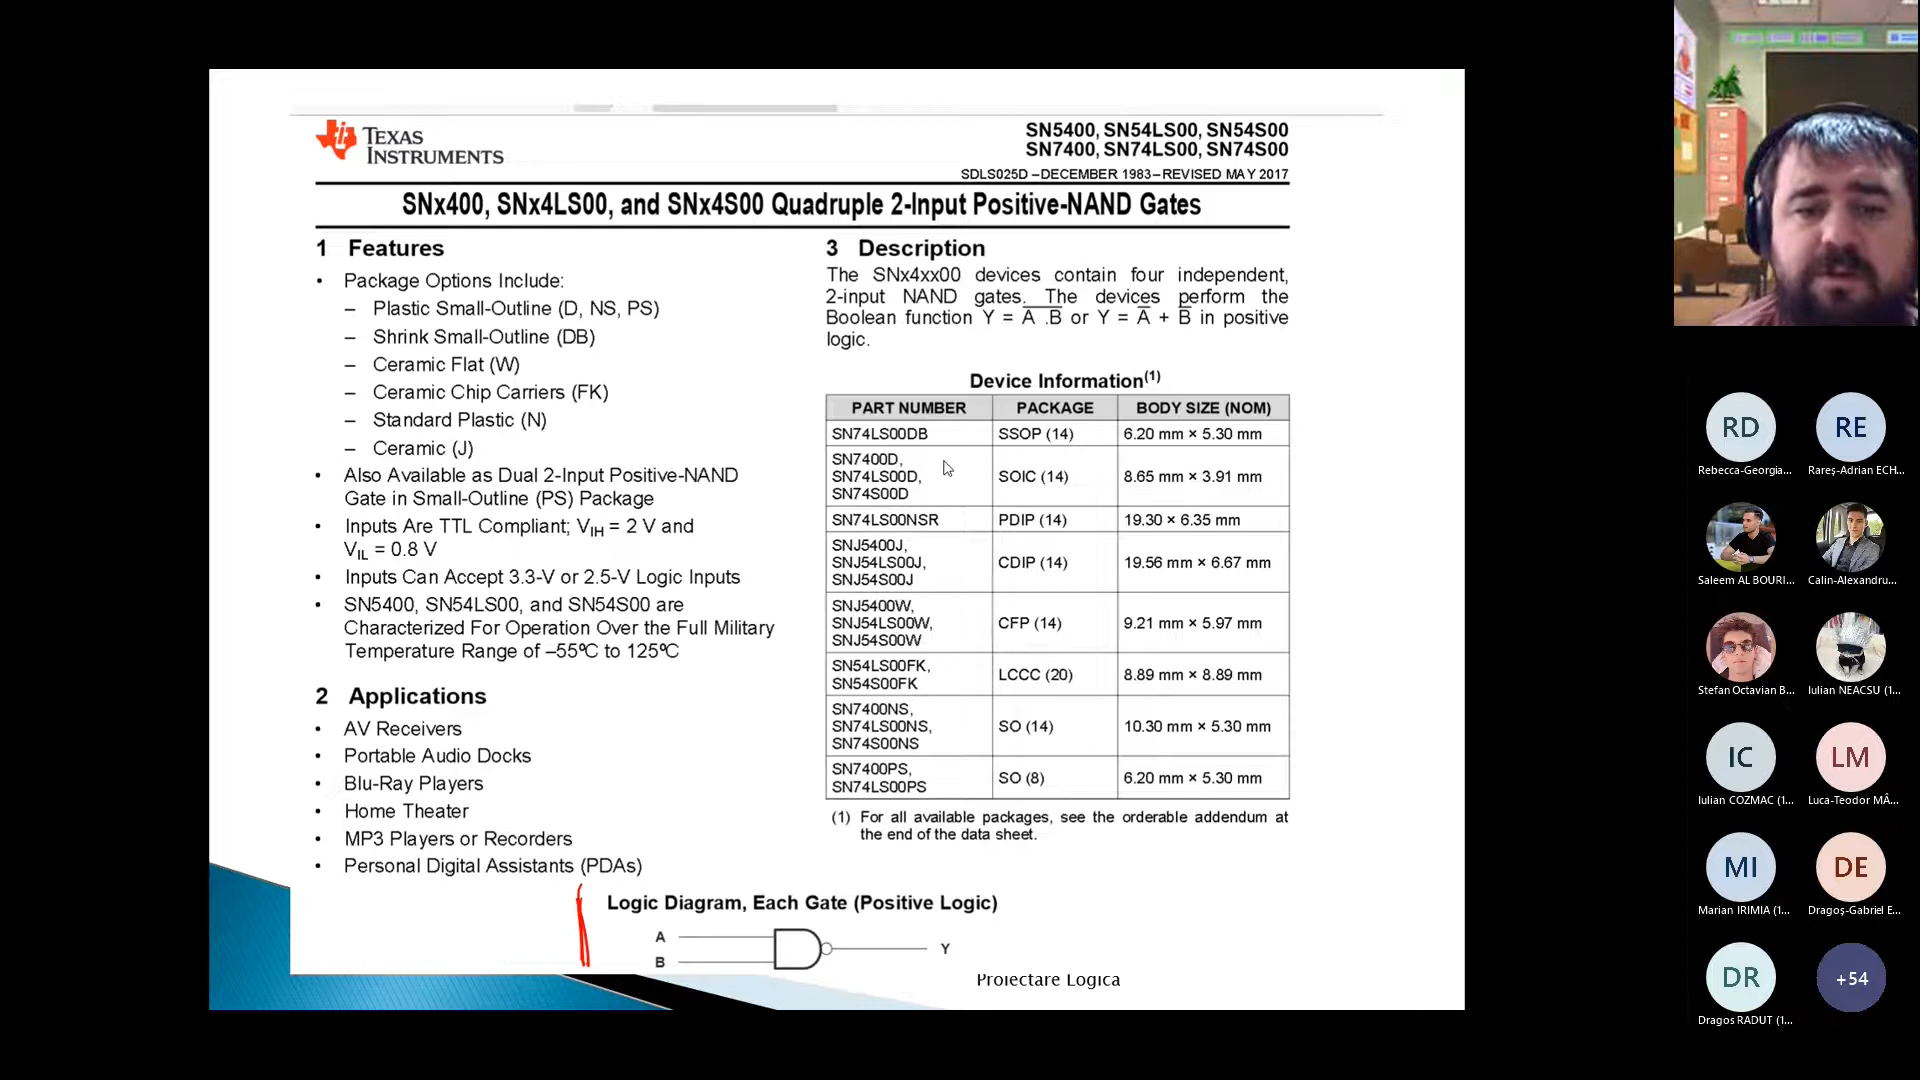 TEXAS
INSTRUMENTS
SN5400, SN54LS00, SN54S00
SN7400, SN74LS00, SN74S00
SDLS025D –DECEMBER 1983–REVISED MAY 2017
SNx400, SNx4LS00, and SNx4S00 Quadruple 2-Input Positive-NAND Gates
1 Features
• Package Options Include:
– Plastic Small-Outline (D, NS, PS)
– Shrink Small-Outline (DB)
– Ceramic Flat (W)
– Ceramic Chip Carriers (FK)
– Standard Plastic (N)
– Ceramic (J)
• Also Available as Dual 2-Input Positive-NAND
Gate in Small-Outline (PS) Package
• Inputs Are TTL Compliant; VIH = 2 V and
VIL = 0.8 V
• Inputs Can Accept 3.3-V or 2.5-V Logic Inputs
• SN5400, SN54LS00, and SN54S00 are
Characterized For Operation Over the Full Military
Temperature Range of –55ºC to 125ºC
2 Applications
• AV Receivers
• Portable Audio Docks
• Blu-Ray Players
• Home Theater
• MP3 Players or Recorders
• Personal Digital Assistants (PDAs)
3 Description
The SNx4xx00 devices contain four independent,
2-input NAND gates. The devices perform the
Boolean function Y = A̅ ̅.̅B̅ or Y = A̅ + B̅ in positive
logic.
Device Information(1)
PART NUMBER PACKAGE BODY SIZE (NOM)
SN74LS00DB SSOP (14) 6.20 mm × 5.30 mm
SN7400D,
SN74LS00D, SOIC (14) 8.65 mm × 3.91 mm
SN74S00D
SN74LS00NSR PDIP (14) 19.30 × 6.35 mm
SNJ5400J,
SNJ54LS00J, CDIP (14) 19.56 mm × 6.67 mm
SNJ54S00J
SNJ5400W,
SNJ54LS00W, CFP (14) 9.21 mm × 5.97 mm
SNJ54S00W
SN54LS00FK, LCCC (20) 8.89 mm × 8.89 mm
SN54S00FK
SN7400NS,
SN74LS00NS, SO (14) 10.30 mm × 5.30 mm
SN74S00NS
SN7400PS, SO (8) 6.20 mm × 5.30 mm
SN74LS00PS
(1) For all available packages, see the orderable addendum at
the end of the data sheet.
Logic Diagram, Each Gate (Positive Logic)
A
B
Y
Proiectare Logica
RD
Rebecca-Georgia...
RE
Rareș-Adrian ECH...
Saleem AL BOURI...
Calin-Alexandru...
Stefan Octavian B...
Iulian NEACSU (1...
IC
Iulian COZMAC (1...
LM
Luca-Teodor MÂ...
MI
Marian IRIMIA (1...
DE
Dragoș-Gabriel E...
DR
Dragos RADUT (1...
+54